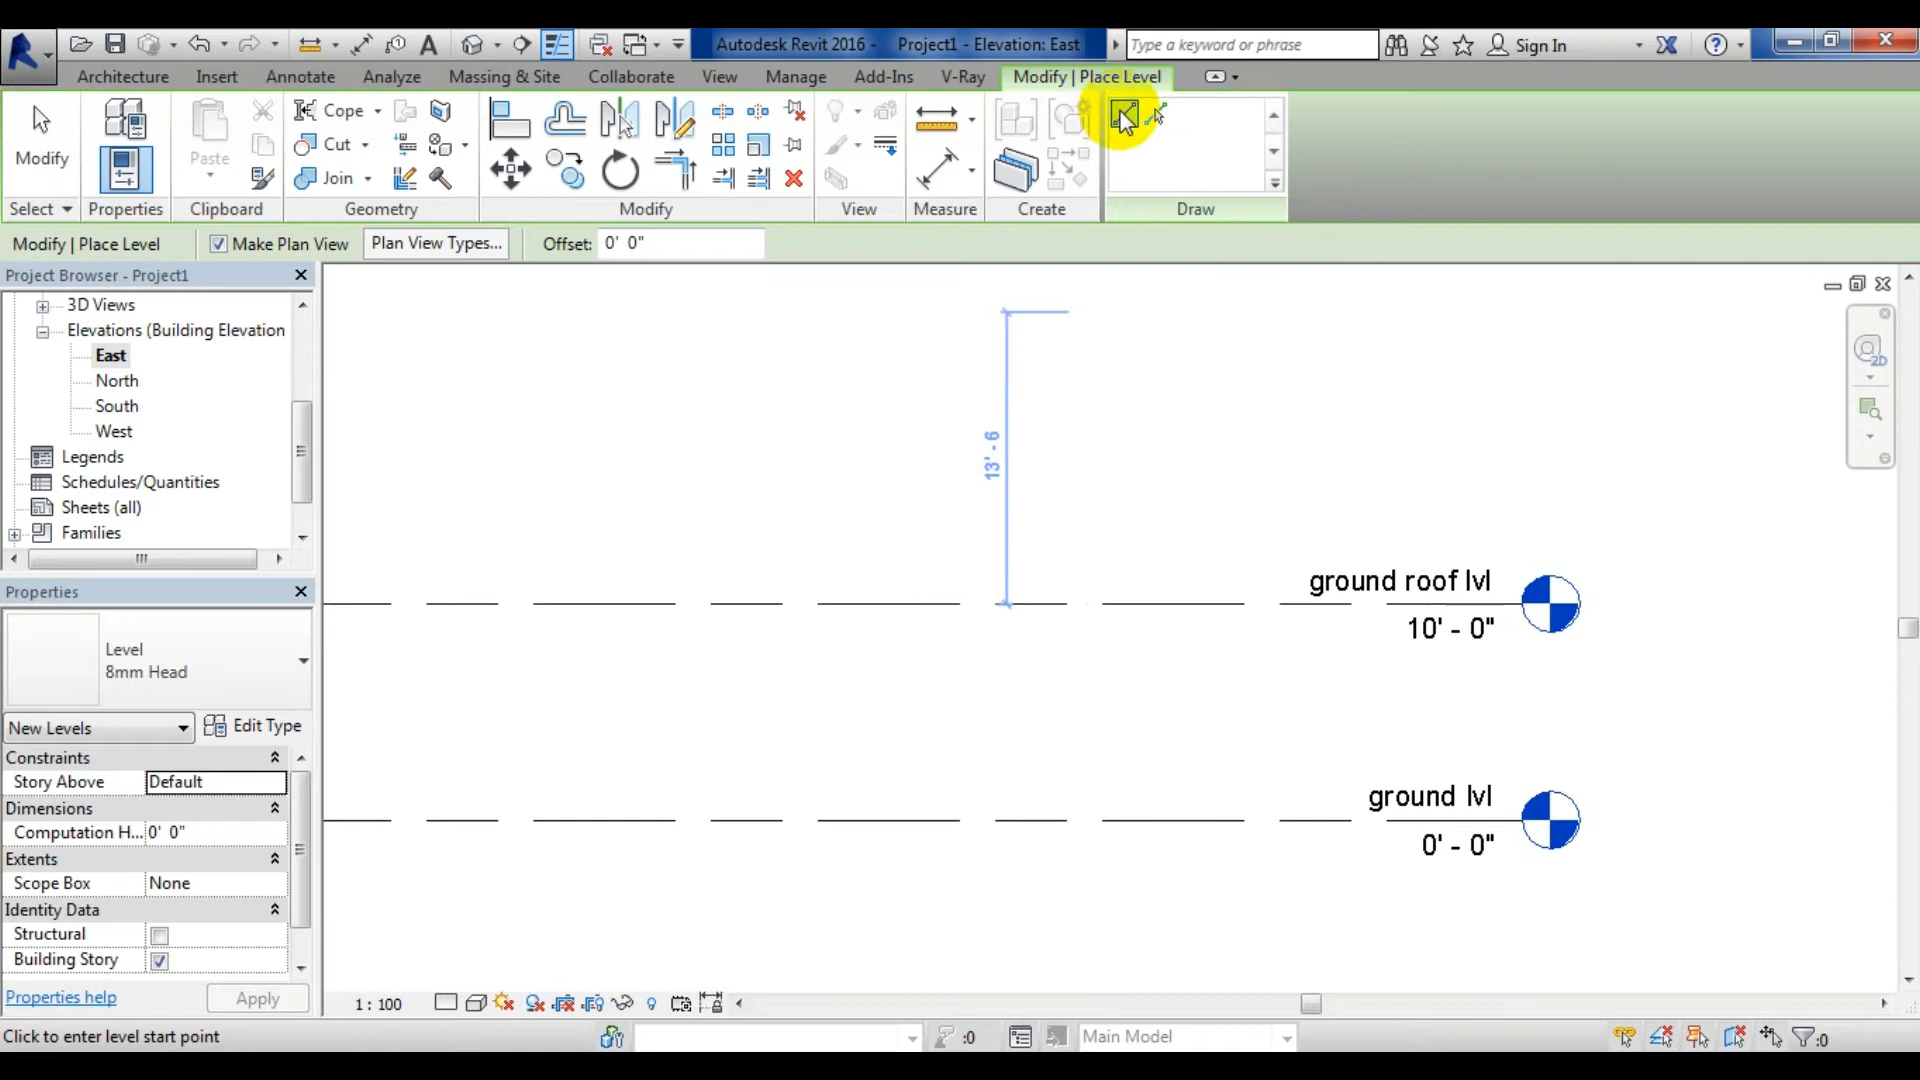 Autodesk Revit 2016 - Project1 - Elevation: East
Type a keyword or phrase
Sign In
Architecture Insert Annotate Analyze Massing & Site Collaborate View Manage Add-Ins V-Ray Modify | Place Level
Modify
Paste
Cope
Cut
Join
Select Properties Clipboard Geometry Modify View Measure Create Draw
Modify | Place Level Make Plan View Plan View Types... Offset: 0' 0"
Project Browser - Project1
3D Views
Elevations (Building Elevation
East
North
South
West
Legends
Schedules/Quantities
Sheets (all)
Families
Properties
Level
8mm Head
New Levels Edit Type
Constraints
Story Above Default
Dimensions
Computation H... 0' 0"
Extents
Scope Box None
Identity Data
Structural
Building Story
Properties help Apply
13' - 6
ground roof lvl
10' - 0"
ground lvl
0' - 0"
2D
1 : 100
Click to enter level start point
:0
Main Model
:0